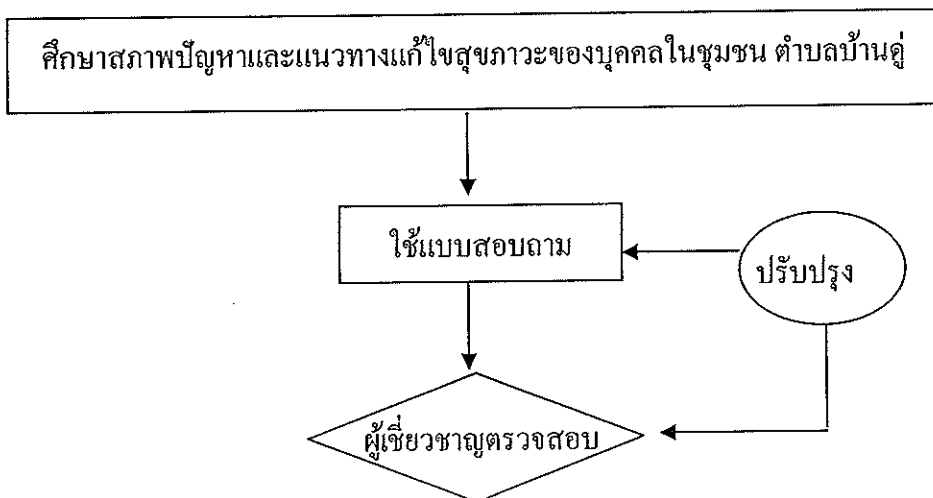 ศึกษาสภาพปัญหาและแนวทางแก้ไขสุขภาวะของบุคคลในชุมชน ตำบลบ้านดู่
ใช้แบบสอบถาม
ปรับปรุง
ผู้เชี่ยวชาญตรวจสอบ